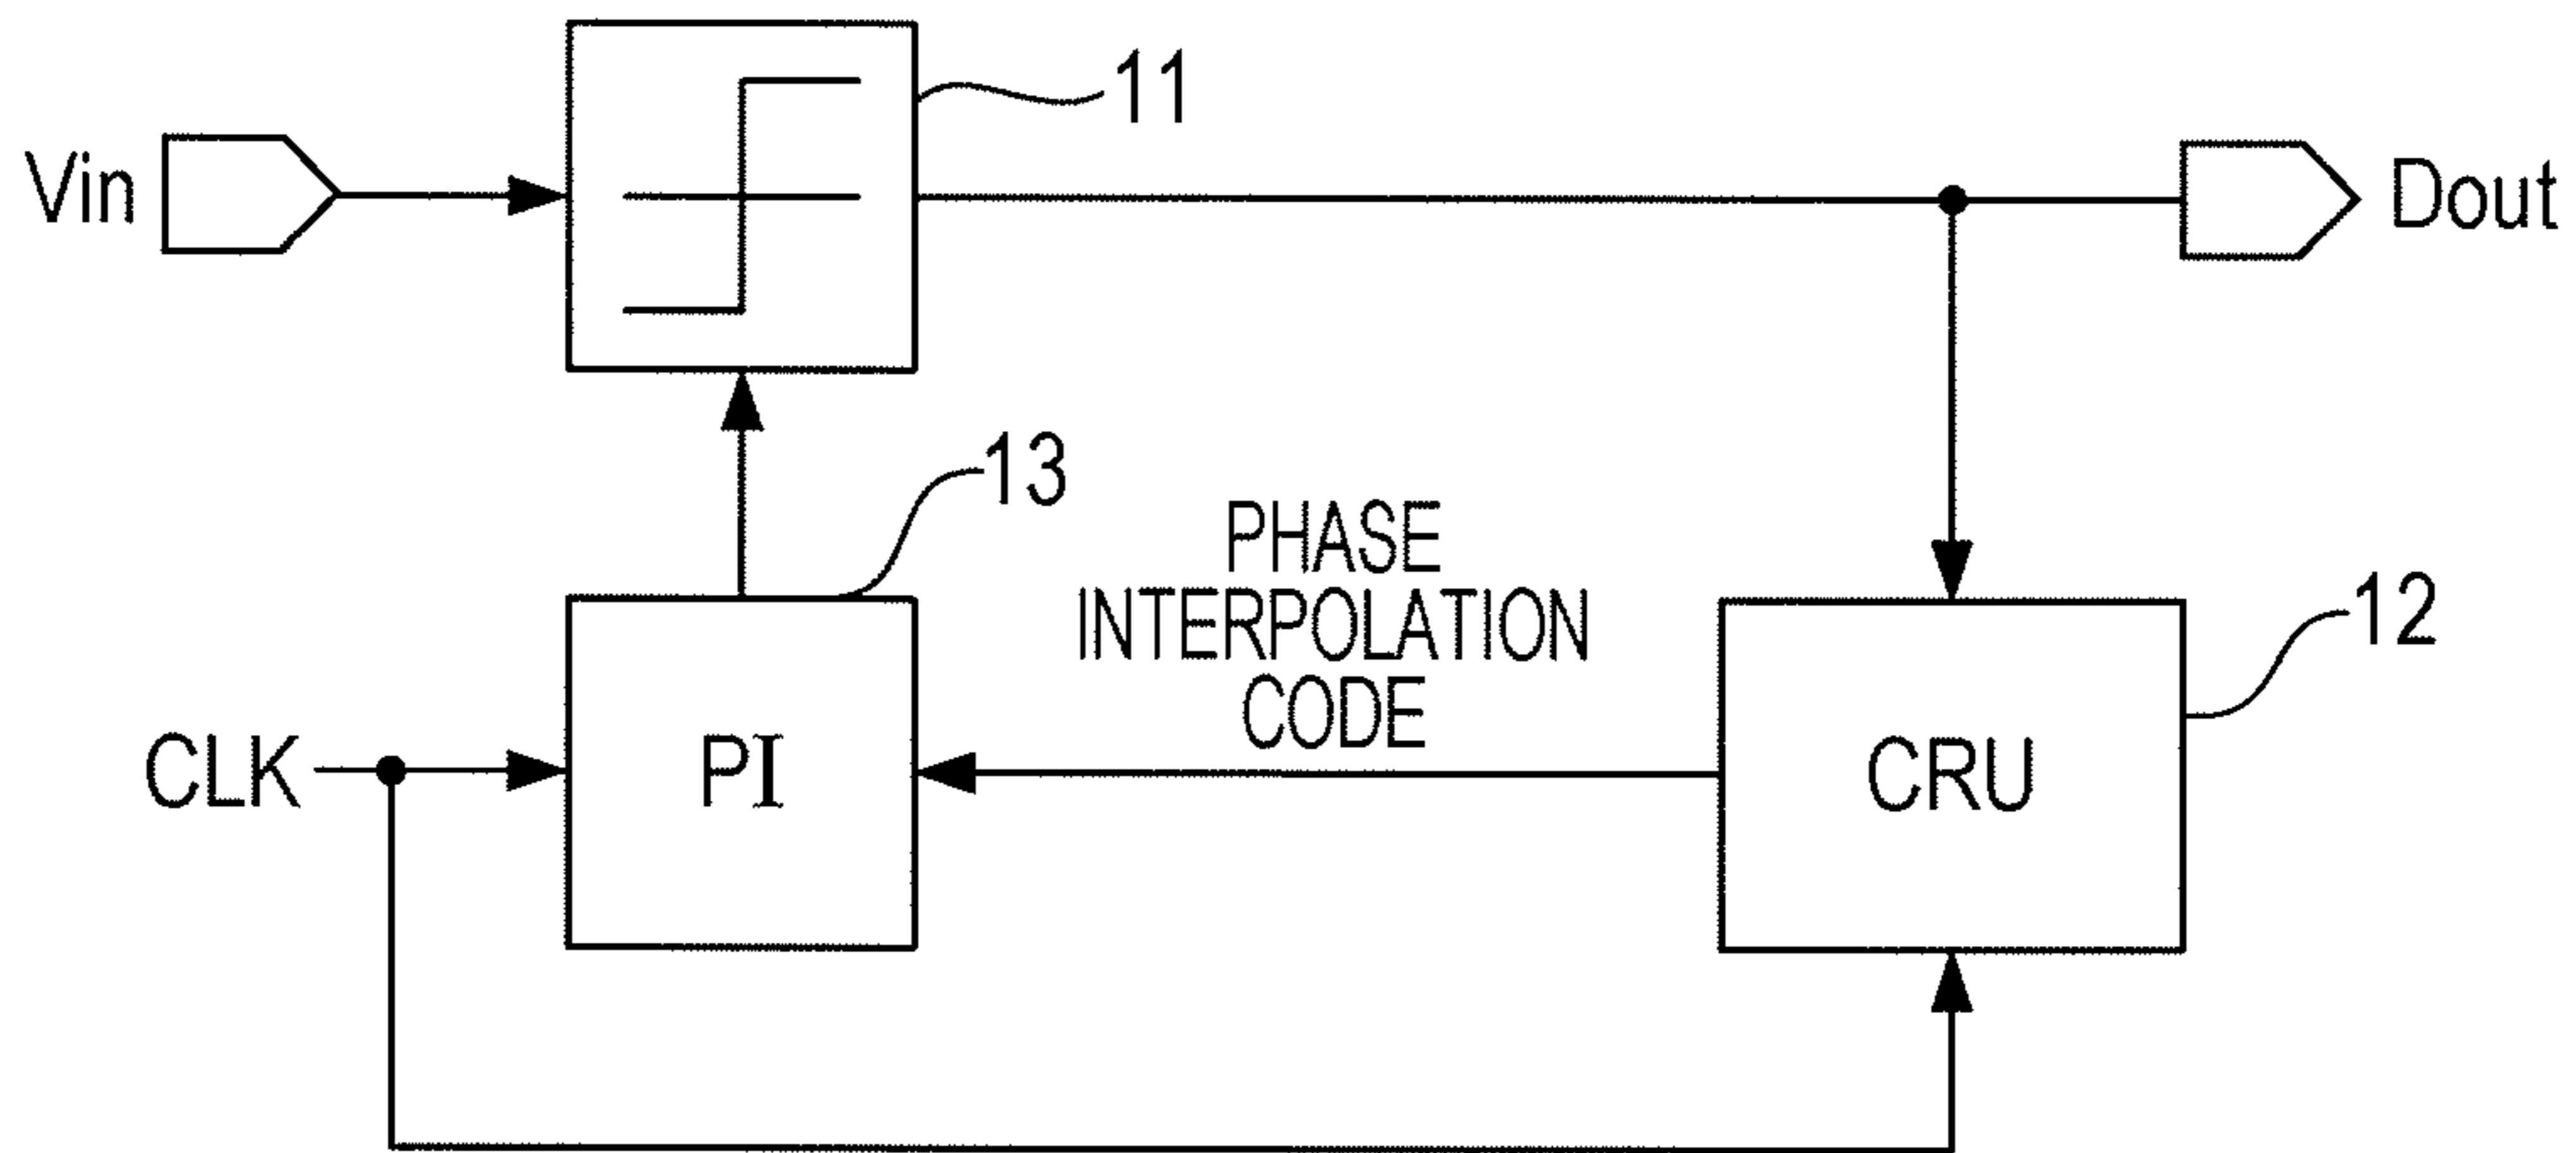 11
Vin
Dout
13
PHASE
INTERPOLATION
CODE
12
CLK
PI
CRU